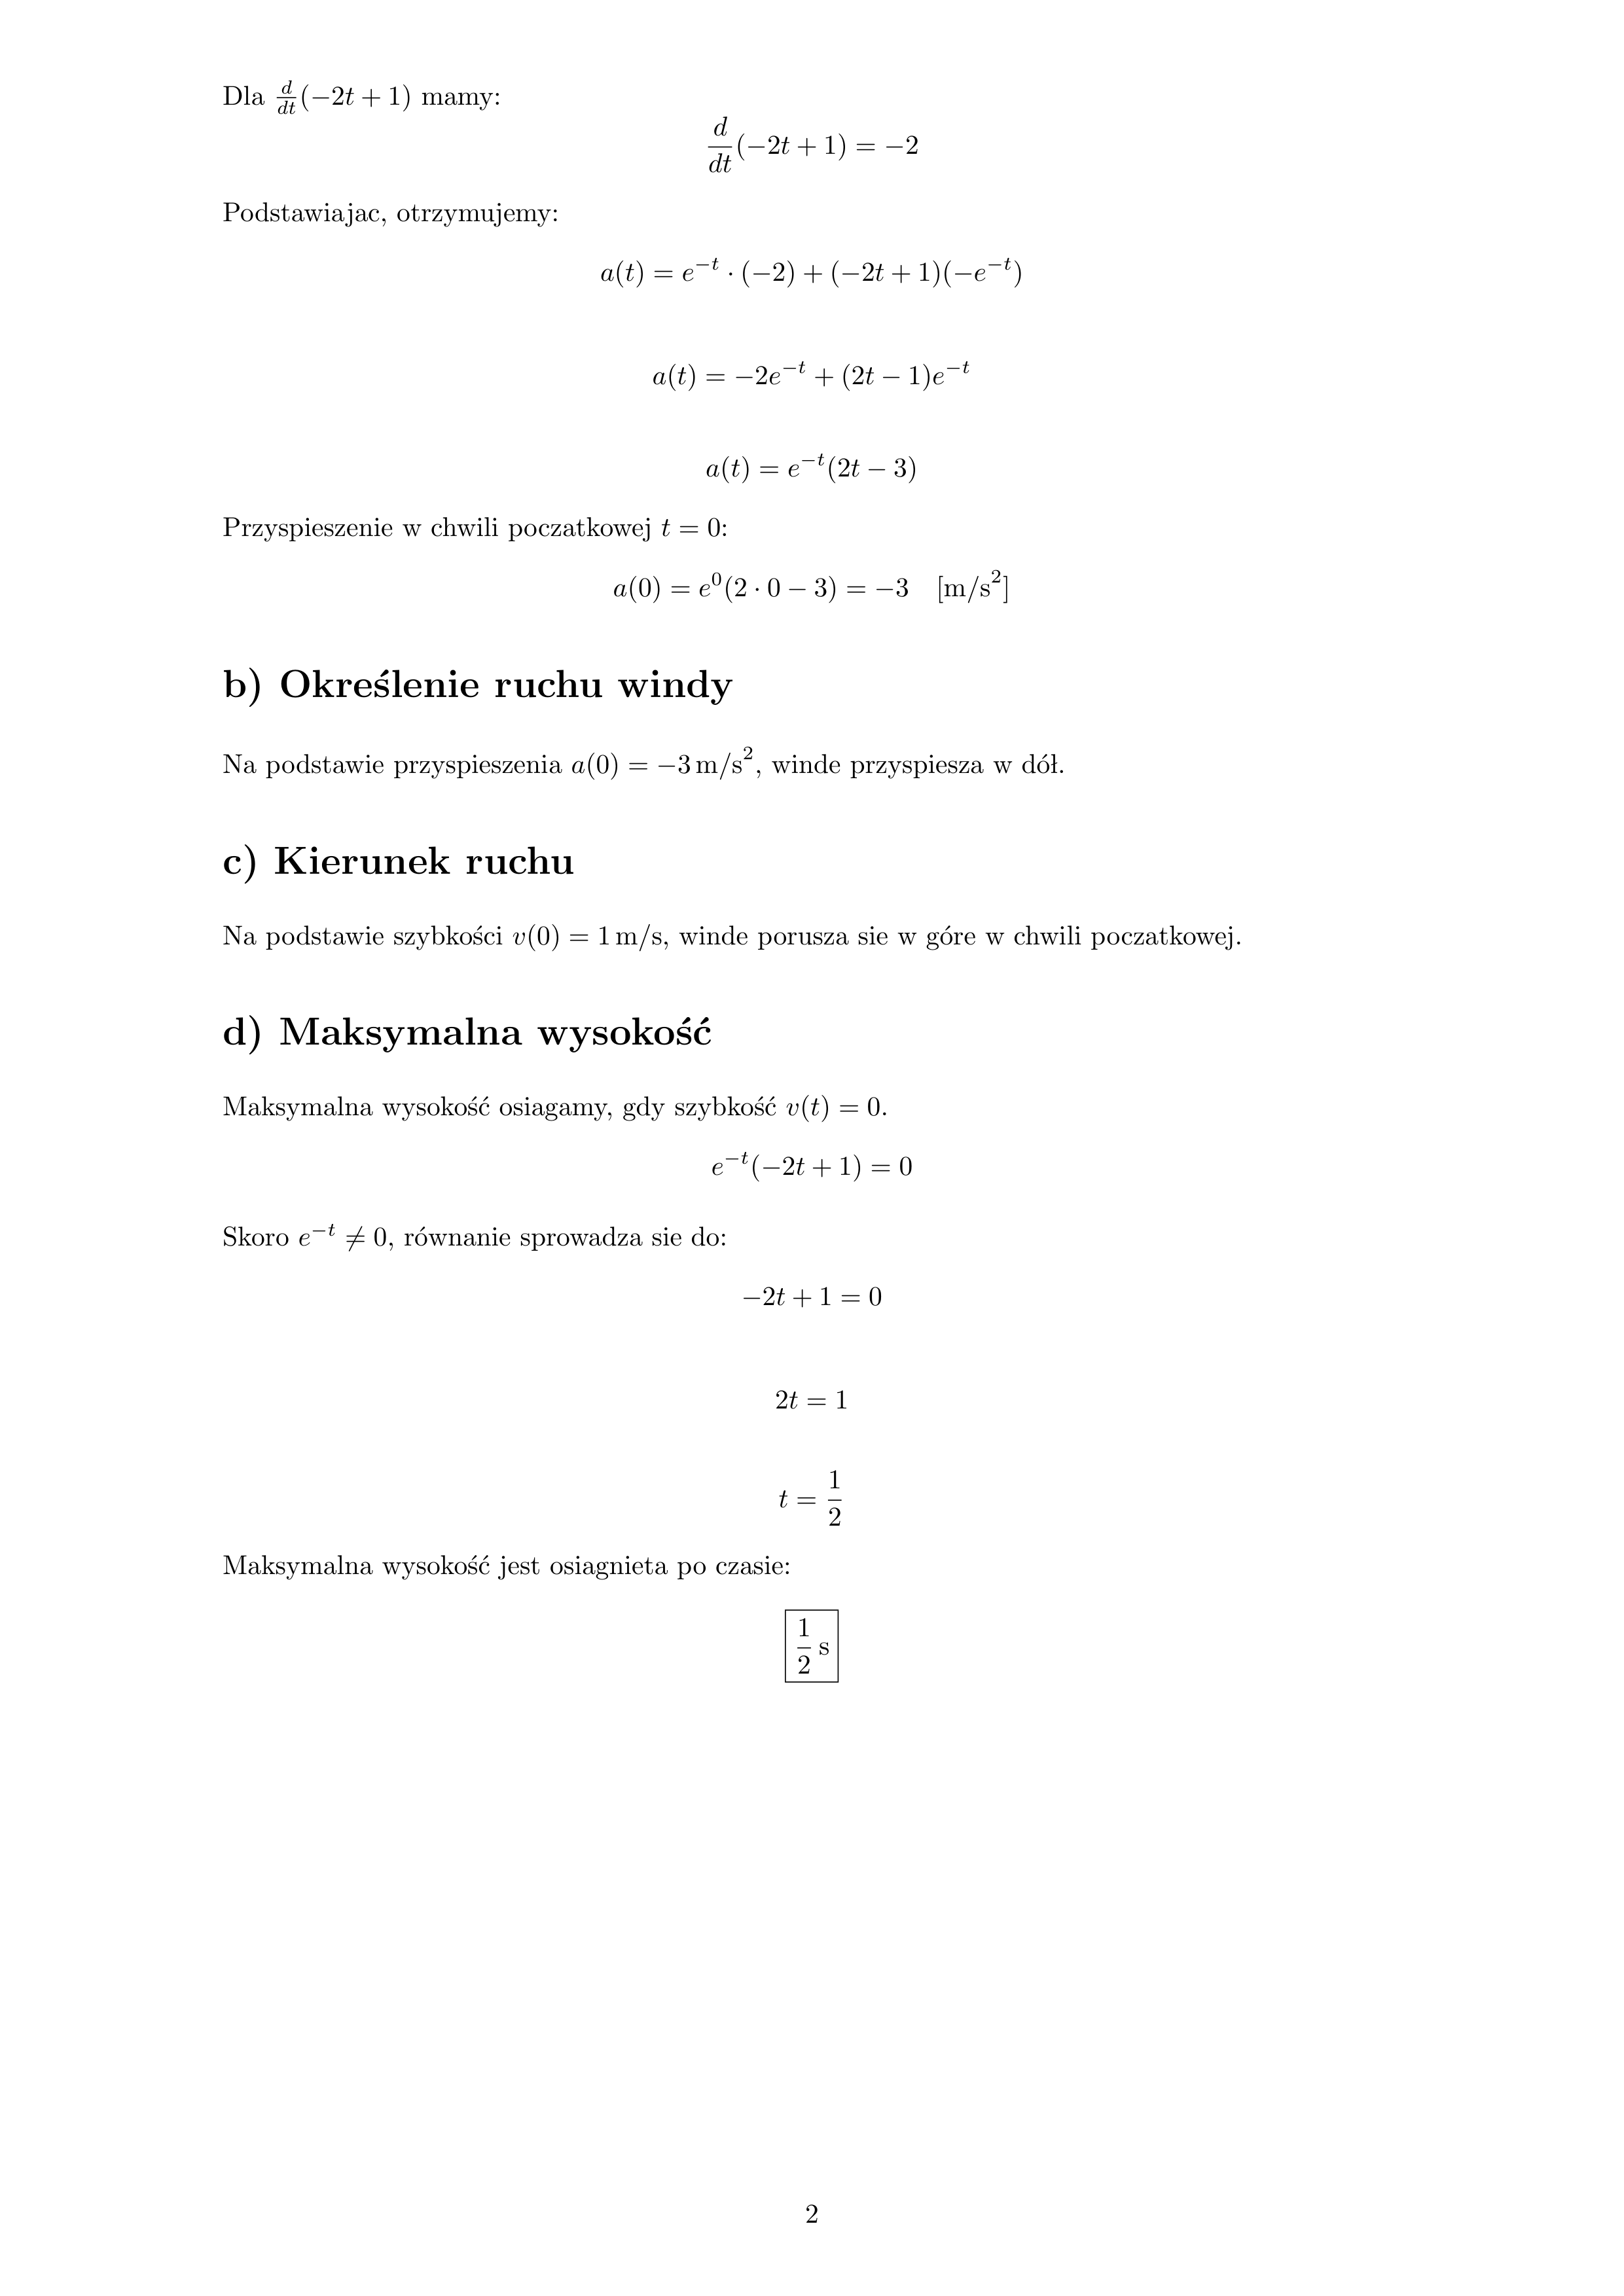 Dla $\frac{d}{dt}(-2t + 1)$ mamy:
$\frac{d}{dt}(-2t + 1) = -2$
Podstawiajac, otrzymujemy:
$a(t) = e^{-t} \cdot (-2) + (-2t + 1)(-e^{-t})$
$a(t) = -2e^{-t} + (2t - 1)e^{-t}$
$a(t) = e^{-t}(2t - 3)$
Przyspieszenie w chwili poczatkowej $t = 0$:
$a(0) = e^{0}(2 \cdot 0 - 3) = -3 \quad [\text{m/s}^2]$
b) Określenie ruchu windy
Na podstawie przyspieszenia $a(0) = -3\,\text{m/s}^2$, winde przyspiesza w dół.
c) Kierunek ruchu
Na podstawie szybkości $v(0) = 1\,\text{m/s}$, winde porusza sie w góre w chwili poczatkowej.
d) Maksymalna wysokość
Maksymalna wysokość osiagamy, gdy szybkość $v(t) = 0$.
$e^{-t}(-2t + 1) = 0$
Skoro $e^{-t} \neq 0$, równanie sprowadza sie do:
$-2t + 1 = 0$
$2t = 1$
$t = \frac{1}{2}$
Maksymalna wysokość jest osiagnieta po czasie:
$\boxed{\frac{1}{2}\,\text{s}}$
2